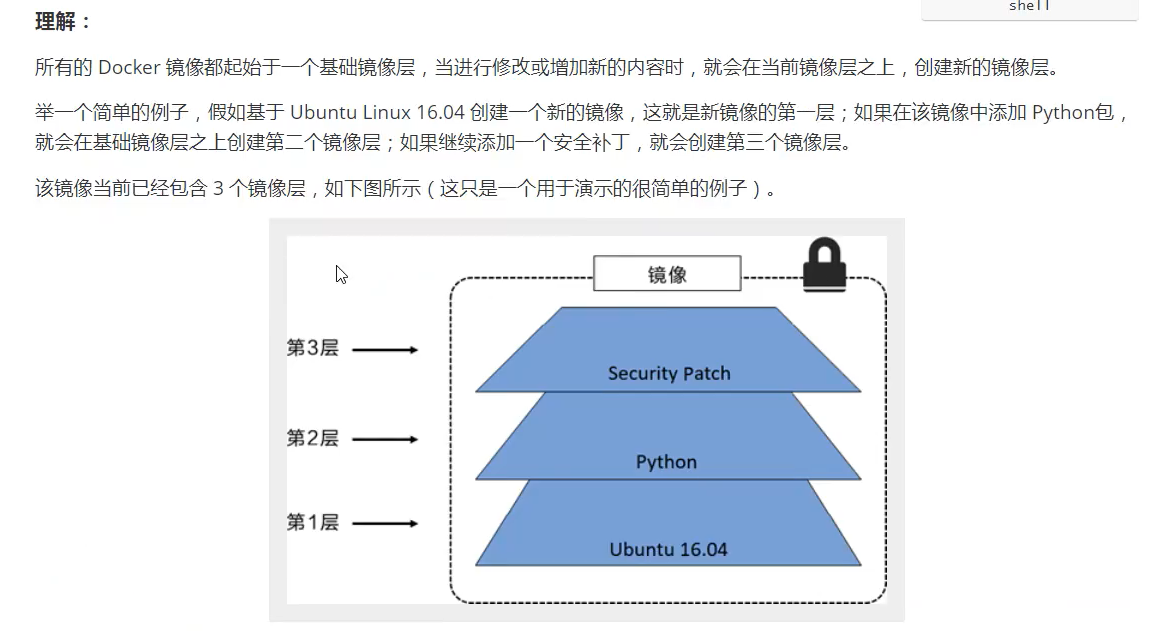 shell
理解：
所有的 Docker 镜像都起始于一个基础镜像层，当进行修改或增加新的内容时，就会在当前镜像层之上，创建新的镜像层。
举一个简单的例子，假如基于 Ubuntu Linux 16.04 创建一个新的镜像，这就是新镜像的第一层；如果在该镜像中添加 Python包，
就会在基础镜像层之上创建第二个镜像层；如果继续添加一个安全补丁，就会创建第三个镜像层。
该镜像当前已经包含 3 个镜像层，如下图所示（这只是一个用于演示的很简单的例子）。
镜像
第3层
Security Patch
第2层
Python
第1层
Ubuntu 16.04